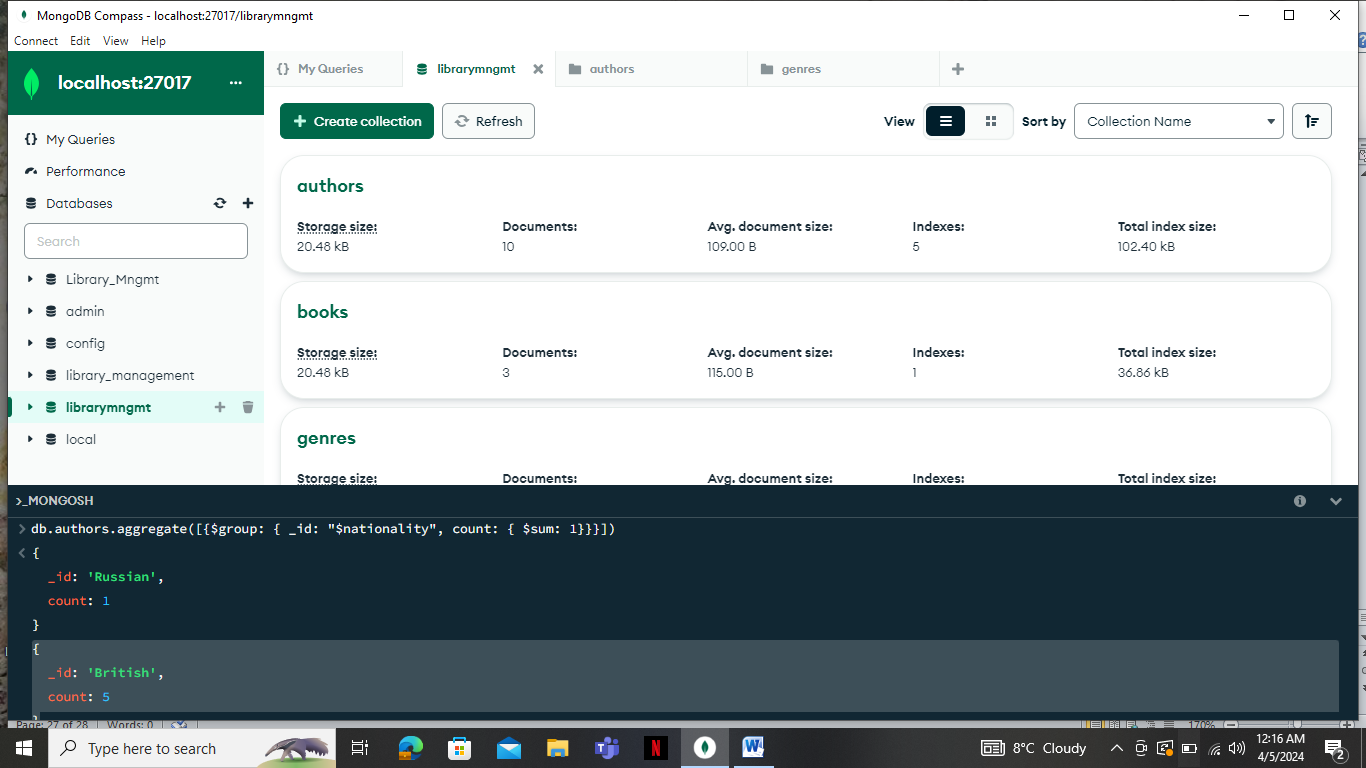 MongoDB Compass - localhost:27017/librarymngmt
Connect Edit View Help
localhost:27017 ...
{} My Queries
librarymngmt
authors
genres
My Queries
Performance
Databases
Search
Library_Mngmt
admin
config
library_management
librarymngmt
local
Create collection
Refresh
View
Sort by
Collection Name
authors
Storage size: Documents: Avg. document size: Indexes: Total index size:
20.48 kB 10 109.00 B 5 102.40 kB
books
Storage size: Documents: Avg. document size: Indexes: Total index size:
20.48 kB 3 115.00 B 1 36.86 kB
genres
Storage size: Documents: Avg. document size: Indexes: Total index size:
>_MONGOSH
> db.authors.aggregate([{$group: { _id: "$nationality", count: { $sum: 1}}}])
< {
_id: 'Russian',
count: 1
}
{
_id: 'British',
count: 5
}
Page: 27 of 28 Words: 0 170%
Type here to search
8°C Cloudy
12:16 AM
4/5/2024
2